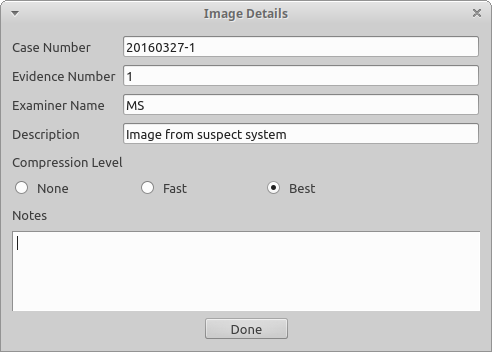 Image Details
Case Number 20160327-1
Evidence Number 1
Examiner Name MS
Description Image from suspect system
Compression Level
None Fast Best
Notes
Done